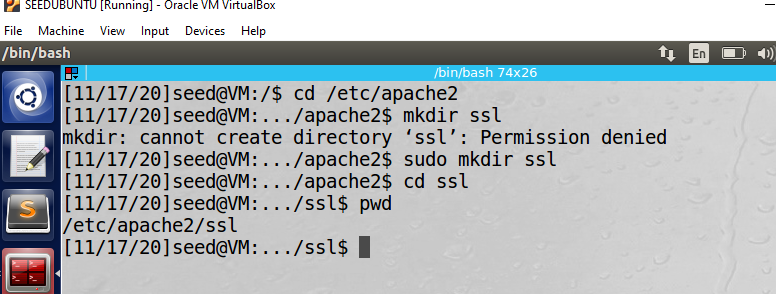 SEEDUBUNTU [Running] - Oracle VM VirtualBox
File Machine View Input Devices Help
/bin/bash En
/bin/bash 74x26
[11/17/20]seed@VM:/$ cd /etc/apache2
[11/17/20]seed@VM:.../apache2$ mkdir ssl
mkdir: cannot create directory ‘ssl’: Permission denied
[11/17/20]seed@VM:.../apache2$ sudo mkdir ssl
[11/17/20]seed@VM:.../apache2$ cd ssl
[11/17/20]seed@VM:.../ssl$ pwd
/etc/apache2/ssl
[11/17/20]seed@VM:.../ssl$